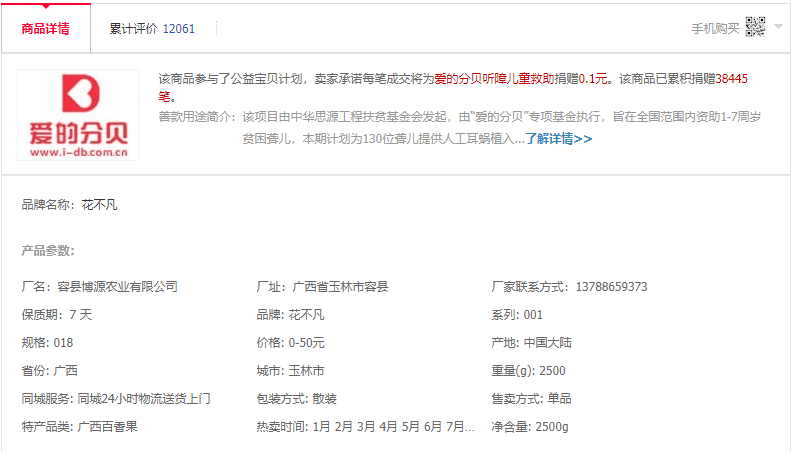 商品详情 累计评价 12061 手机购买
该商品参与了公益宝贝计划，卖家承诺每笔成交将为爱的分贝听障儿童救助捐赠0.1元。该商品已累积捐赠38445
笔。
爱的分贝
www.i-db.com.cn
善款用途简介：该项目由中华思源工程扶贫基金会发起，由“爱的分贝”专项基金执行，旨在全国范围内资助1-7周岁
贫困聋儿，本期计划为130位聋儿提供人工耳蜗植入...了解详情>>
品牌名称：花不凡
产品参数：
厂名：容县博源农业有限公司 厂址：广西省玉林市容县 厂家联系方式：13788659373
保质期：7 天 品牌: 花不凡 系列: 001
规格: 018 价格: 0-50元 产地: 中国大陆
省份: 广西 城市: 玉林市 重量(g): 2500
同城服务: 同城24小时物流送货上门 包装方式: 散装 售卖方式: 单品
特产品类: 广西百香果 热卖时间: 1月 2月 3月 4月 5月 6月 7月... 净含量: 2500g